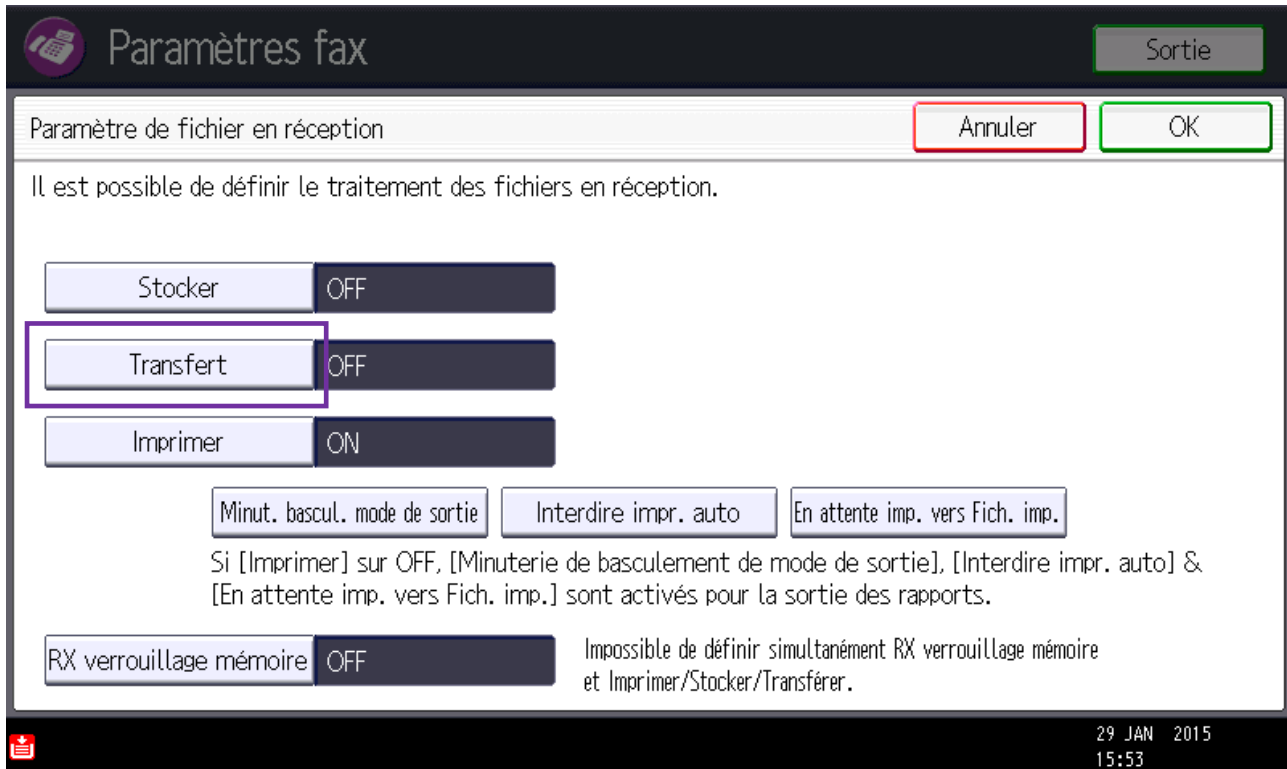 Paramètres fax
Sortie
Paramètre de fichier en réception
Annuler
OK
Il est possible de définir le traitement des fichiers en réception.
Stocker
OFF
Transfert
OFF
Imprimer
ON
Minut. bascul. mode de sortie
Interdire impr. auto
En attente imp. vers Fich. imp.
Si [Imprimer] sur OFF, [Minuterie de basculement de mode de sortie], [Interdire impr. auto] &
[En attente imp. vers Fich. imp.] sont activés pour la sortie des rapports.
RX verrouillage mémoire
OFF
Impossible de définir simultanément RX verrouillage mémoire
et Imprimer/Stocker/Transférer.
29 JAN 2015
15:53